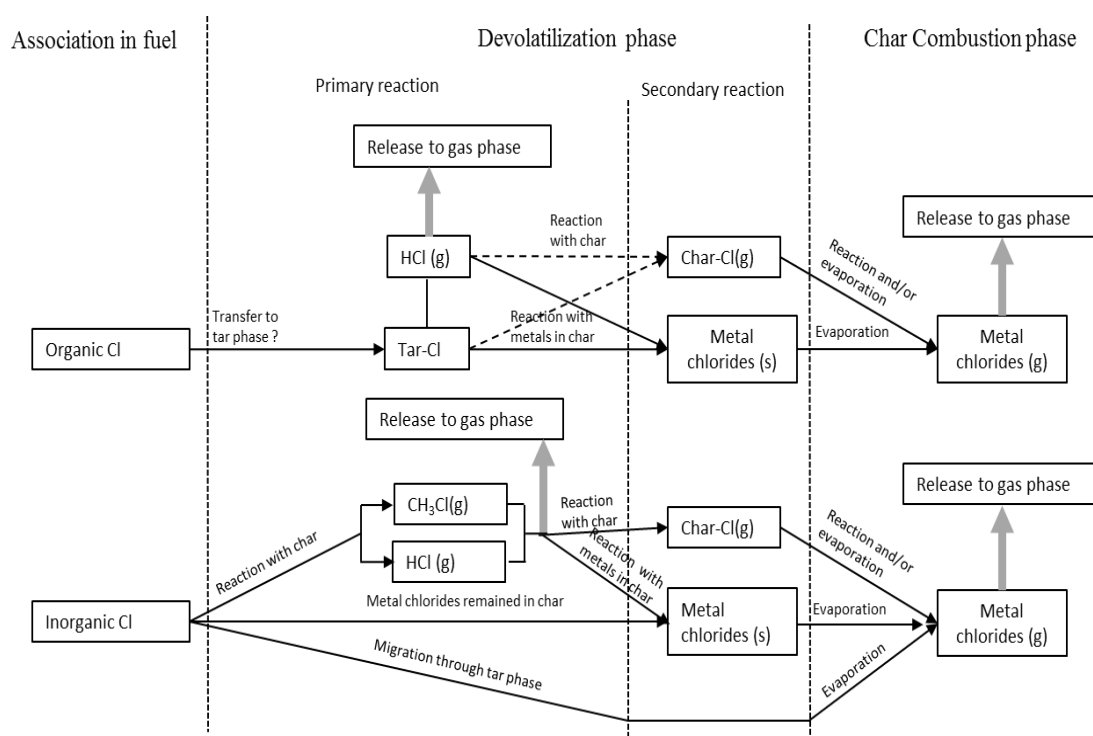 Association in fuel
Devolatilization phase
Char Combustion phase
Primary reaction
Secondary reaction
Release to gas phase
Release to gas phase
HCl (g)
Reaction
with char
Char-Cl(g)
Reaction and/or
evaporation
Organic Cl
Transfer to
tar phase ?
Tar-Cl
Reaction with
metals in char
Metal
chlorides (s)
Evaporation
Metal
chlorides (g)
Release to gas phase
Release to gas phase
Reaction with char
CH₃Cl(g)
HCl (g)
Reaction
with char
Reaction with
metals in char
Char-Cl(g)
Reaction and/or
evaporation
Inorganic Cl
Metal chlorides remained in char
Metal
chlorides (s)
Evaporation
Metal
chlorides (g)
Migration through tar phase
Evaporation